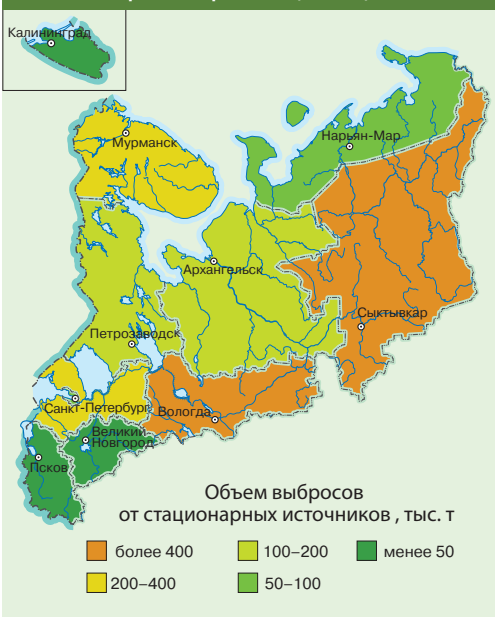 Калининград
Мурманск
Нарьян-Мар
Архангельск
Сыктывкар
Петрозаводск
Санкт-Петербург
Вологда
Великий
Новгород
Псков
Объем выбросов
от стационарных источников , тыс. т
более 400
100–200
менее 50
200–400
50–100